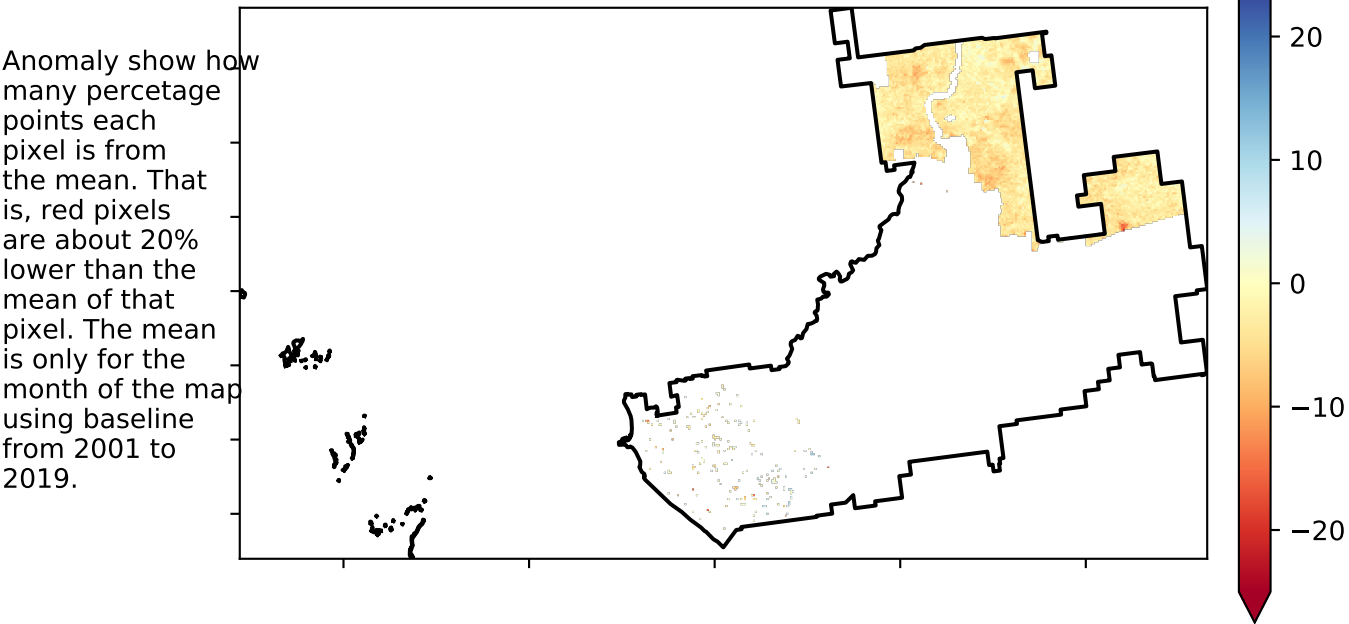 Anomaly show how
many percetage
points each
pixel is from
the mean. That
is, red pixels
are about 20%
lower than the
mean of that
pixel. The mean
is only for the
month of the map
using baseline
from 2001 to
2019.
20
10
0
−10
−20